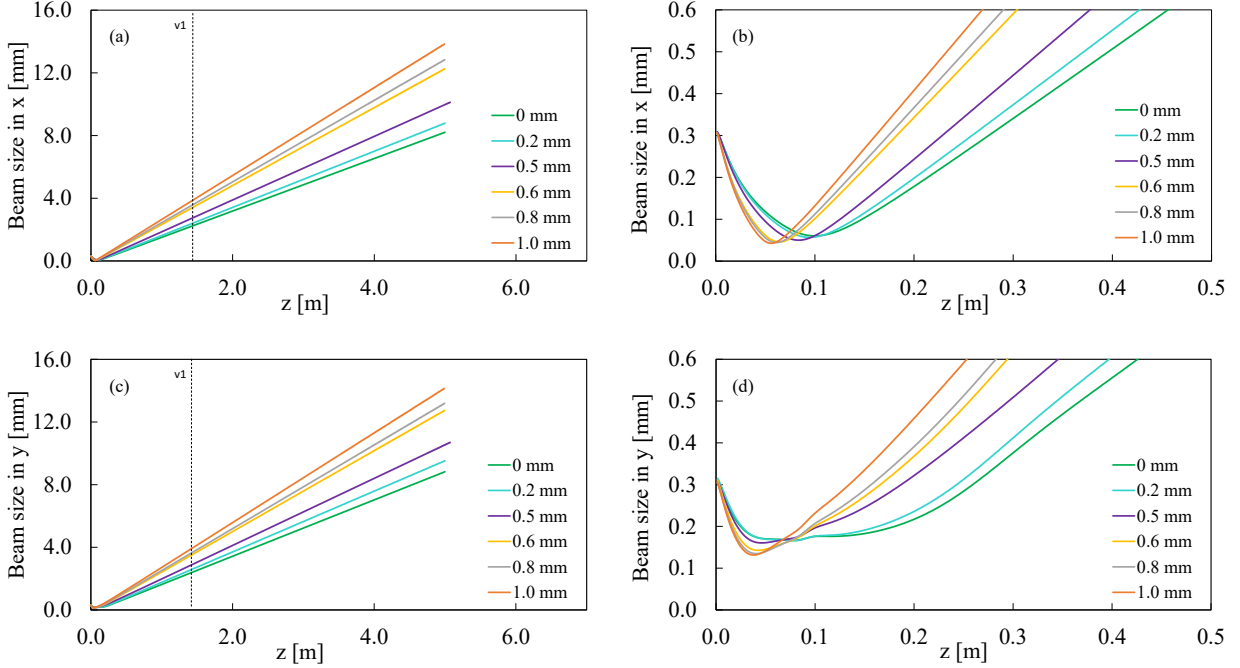 16.0
12.0
8.0
4.0
0.0
Beam size in x [mm]
v1
(a)
0 mm
0.2 mm
0.5 mm
0.6 mm
0.8 mm
1.0 mm
0.0 2.0 4.0 6.0
z [m]
0.6
0.5
0.4
0.3
0.2
0.1
0.0
Beam size in x [mm]
(b)
0 mm
0.2 mm
0.5 mm
0.6 mm
0.8 mm
1.0 mm
0.0 0.1 0.2 0.3 0.4 0.5
z [m]
16.0
12.0
8.0
4.0
0.0
Beam size in y [mm]
v1
(c)
0 mm
0.2 mm
0.5 mm
0.6 mm
0.8 mm
1.0 mm
0.0 2.0 4.0 6.0
z [m]
0.6
0.5
0.4
0.3
0.2
0.1
0.0
Beam size in y [mm]
(d)
0 mm
0.2 mm
0.5 mm
0.6 mm
0.8 mm
1.0 mm
0.0 0.1 0.2 0.3 0.4 0.5
z [m]